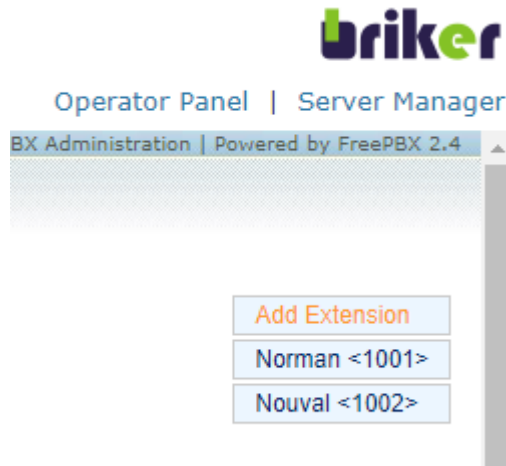 briker
Operator Panel | Server Manager
BX Administration | Powered by FreePBX 2.4
Add Extension
Norman <1001>
Nouval <1002>